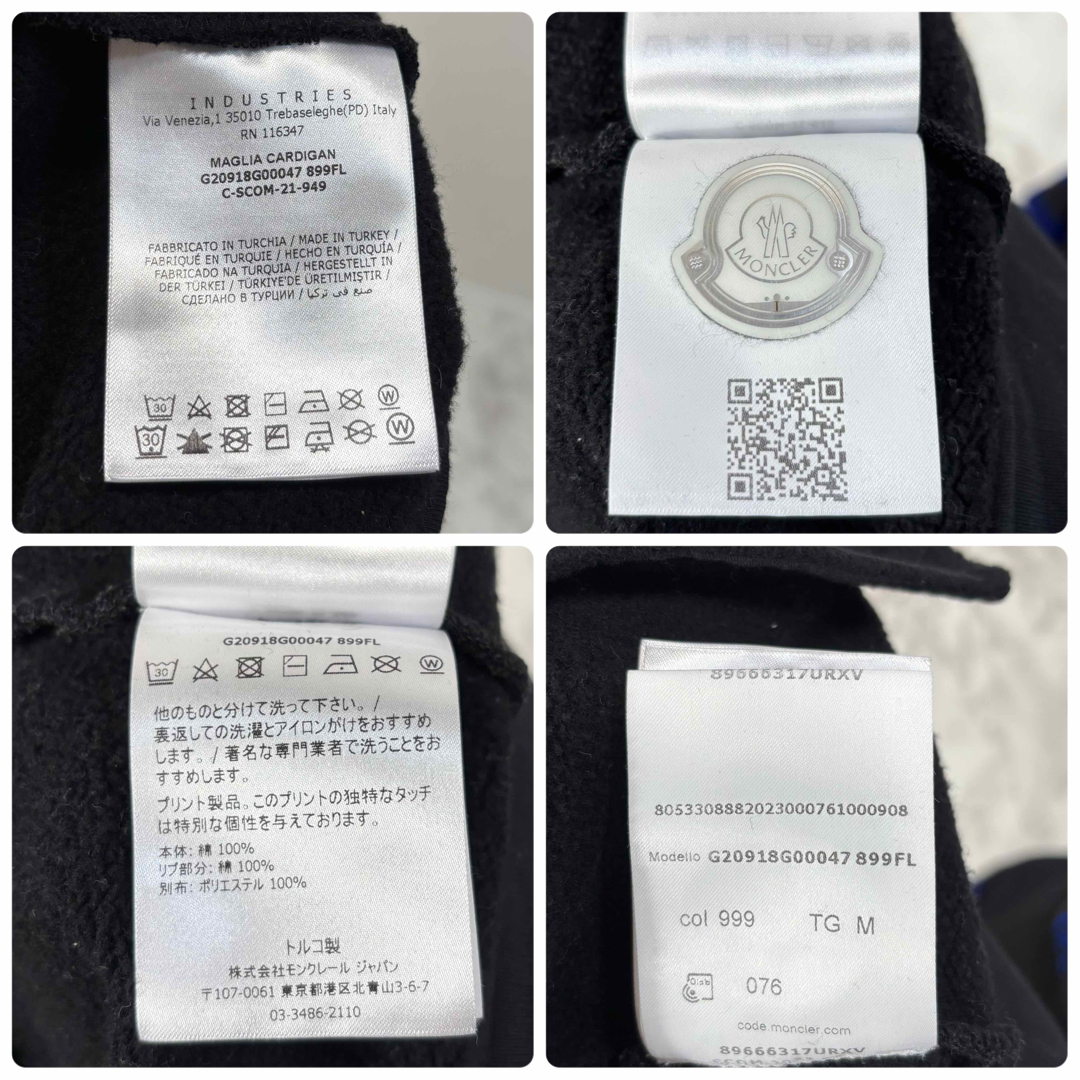 INDUSTRIES
Via Venezia,1 35010 Trebaseleghe(PD) Italy
RN 116347
MAGLIA CARDIGAN
G20918G00047 899FL
C-SCOM-21-949
FABBRICATO IN TURCHIA / MADE IN TURKEY /
FABRIQUÉ EN TURQUIE / HECHO EN TURQUÍA /
FABRICADO NA TURQUIA / HERGESTELLT IN
DER TÜRKEI / TÜRKİYE'DE ÜRETİLMİŞTİR /
СДЕЛАНО В ТУРЦИИ / صنع في تركيا
30 W
30 W
MONCLER
G20918G00047 899FL
30 W
他のものと分けて洗って下さい。/
裏返しての洗濯とアイロンがけをおすすめ
します。/ 著名な専門業者で洗うことをお
すすめします。
プリント製品。このプリントの独特なタッチ
は特別な個性を与えております。
本体: 綿 100%
リブ部分: 綿 100%
別布: ポリエステル 100%
トルコ製
株式会社モンクレール ジャパン
〒107-0061 東京都港区北青山3-6-7
03-3486-2110
89666317URXV
8053308882023000761000908
Modello G20918G00047 899FL
col 999 TG M
076
code.moncler.com
89666317URXV